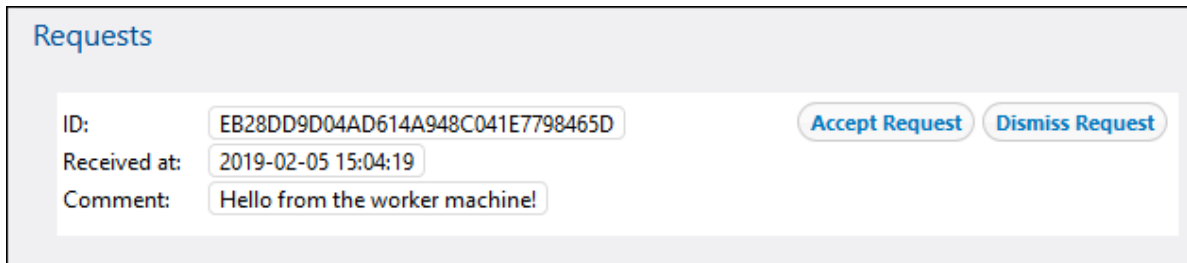 Requests
ID: EB28DD9D04AD614A948C041E7798465D Accept Request Dismiss Request
Received at: 2019-02-05 15:04:19
Comment: Hello from the worker machine!